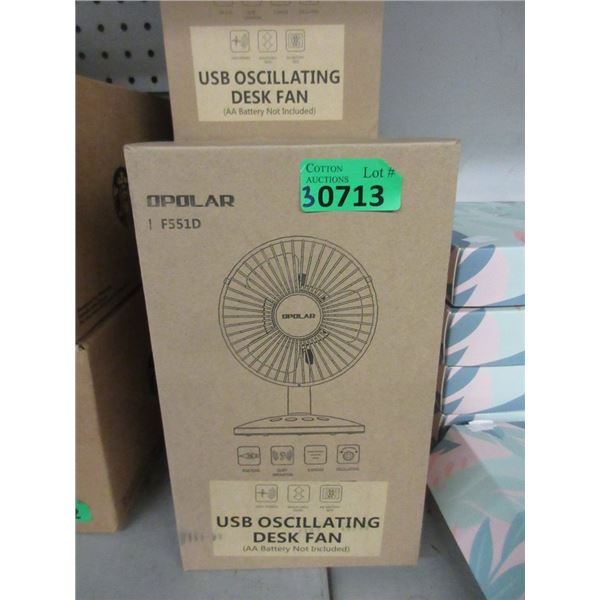 USB OSCILLATING
DESK FAN
(AA Battery Not Included)
OPOLAR
F551D
COTTON
AUCTIONS
Lot #
30713
OPOLAR
USB OSCILLATING
DESK FAN
(AA Battery Not Included)